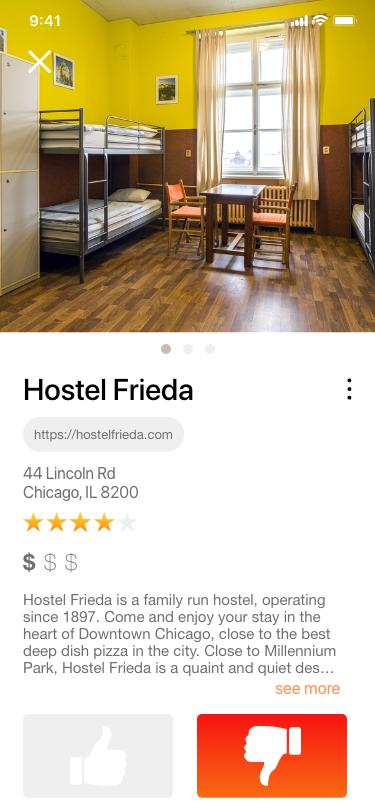 9:41
Hostel Frieda
https://hostelfrieda.com
44 Lincoln Rd
Chicago, IL 8200
$ $ $
Hostel Frieda is a family run hostel, operating
since 1897. Come and enjoy your stay in the
heart of Downtown Chicago, close to the best
deep dish pizza in the city. Close to Millennium
Park, Hostel Frieda is a quaint and quiet des...
see more